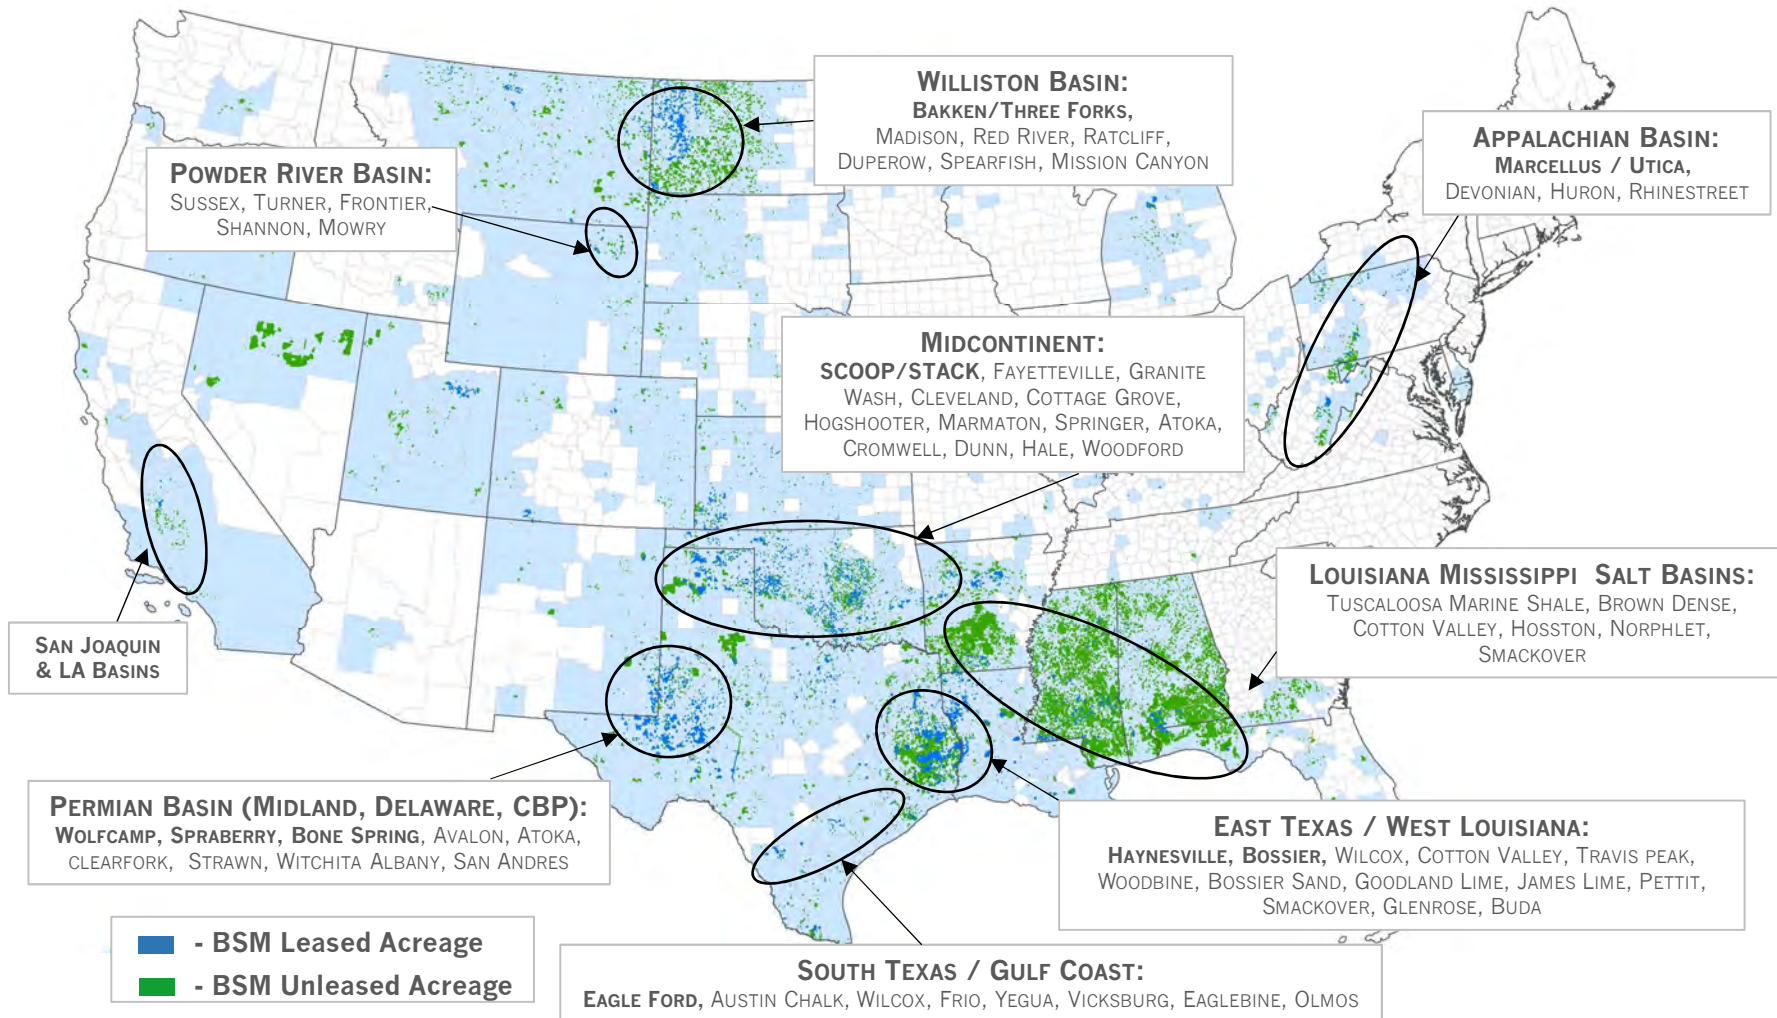 WILLISTON BASIN:
BAKKEN/THREE FORKS,
MADISON, RED RIVER, RATCLIFF,
DUPEROW, SPEARFISH, MISSION CANYON
APPALACHIAN BASIN:
MARCELLUS / UTICA,
DEVONIAN, HURON, RHINESTREET
POWDER RIVER BASIN:
SUSSEX, TURNER, FRONTIER,
SHANNON, MOWRY
MIDCONTINENT:
SCOOP/STACK, FAYETTEVILLE, GRANITE
WASH, CLEVELAND, COTTAGE GROVE,
HOGSHOOTER, MARMATON, SPRINGER, ATOKA,
CROMWELL, DUNN, HALE, WOODFORD
LOUISIANA MISSISSIPPI SALT BASINS:
TUSCALOOSA MARINE SHALE, BROWN DENSE,
COTTON VALLEY, HOSSTON, NORPHLET,
SMACKOVER
SAN JOAQUIN
& LA BASINS
PERMIAN BASIN (MIDLAND, DELAWARE, CBP):
WOLFCAMP, SPRABERRY, BONE SPRING, AVALON, ATOKA,
CLEARFORK, STRAWN, WITCHITA ALBANY, SAN ANDRES
EAST TEXAS / WEST LOUISIANA:
HAYNESVILLE, BOSSIER, WILCOX, COTTON VALLEY, TRAVIS PEAK,
WOODBINE, BOSSIER SAND, GOODLAND LIME, JAMES LIME, PETTIT,
SMACKOVER, GLENROSE, BUDA
- BSM Leased Acreage
- BSM Unleased Acreage
SOUTH TEXAS / GULF COAST:
EAGLE FORD, AUSTIN CHALK, WILCOX, FRIO, YEGUA, VICKSBURG, EAGLEBINE, OLMOS